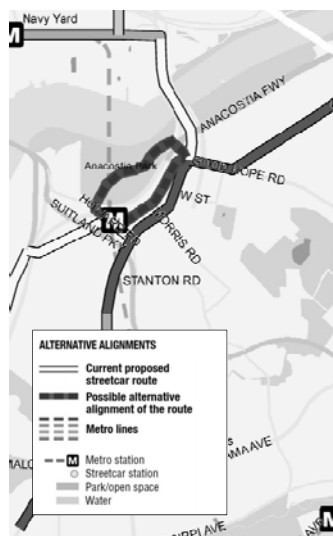 Navy Yard
M
ANACOSTIA FWY
Anacostia Park
GOOD HOPE RD
W ST
SUITLAND PKWY
M
MORRIS RD
STANTON RD
ALTERNATIVE ALIGNMENTS
Current proposed
streetcar route
Possible alternative
alignment of the route
Metro lines
M Metro station
Streetcar station
Park/open space
Water
AVE
M